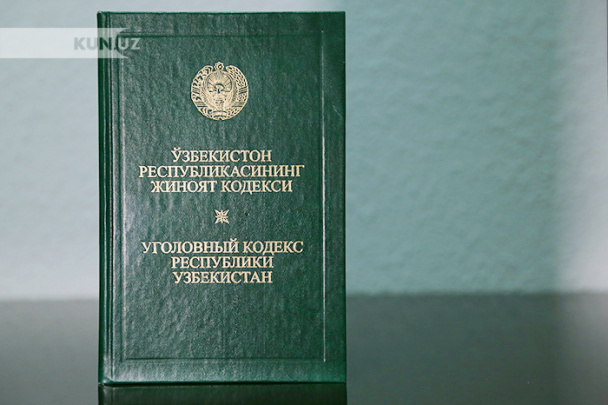 KUN.UZ
ЎЗБЕКИСТОН
РЕСПУБЛИКАСИНИНГ
ЖИНОЯТ КОДЕКСИ
УГОЛОВНЫЙ КОДЕКС
РЕСПУБЛИКИ
УЗБЕКИСТАН